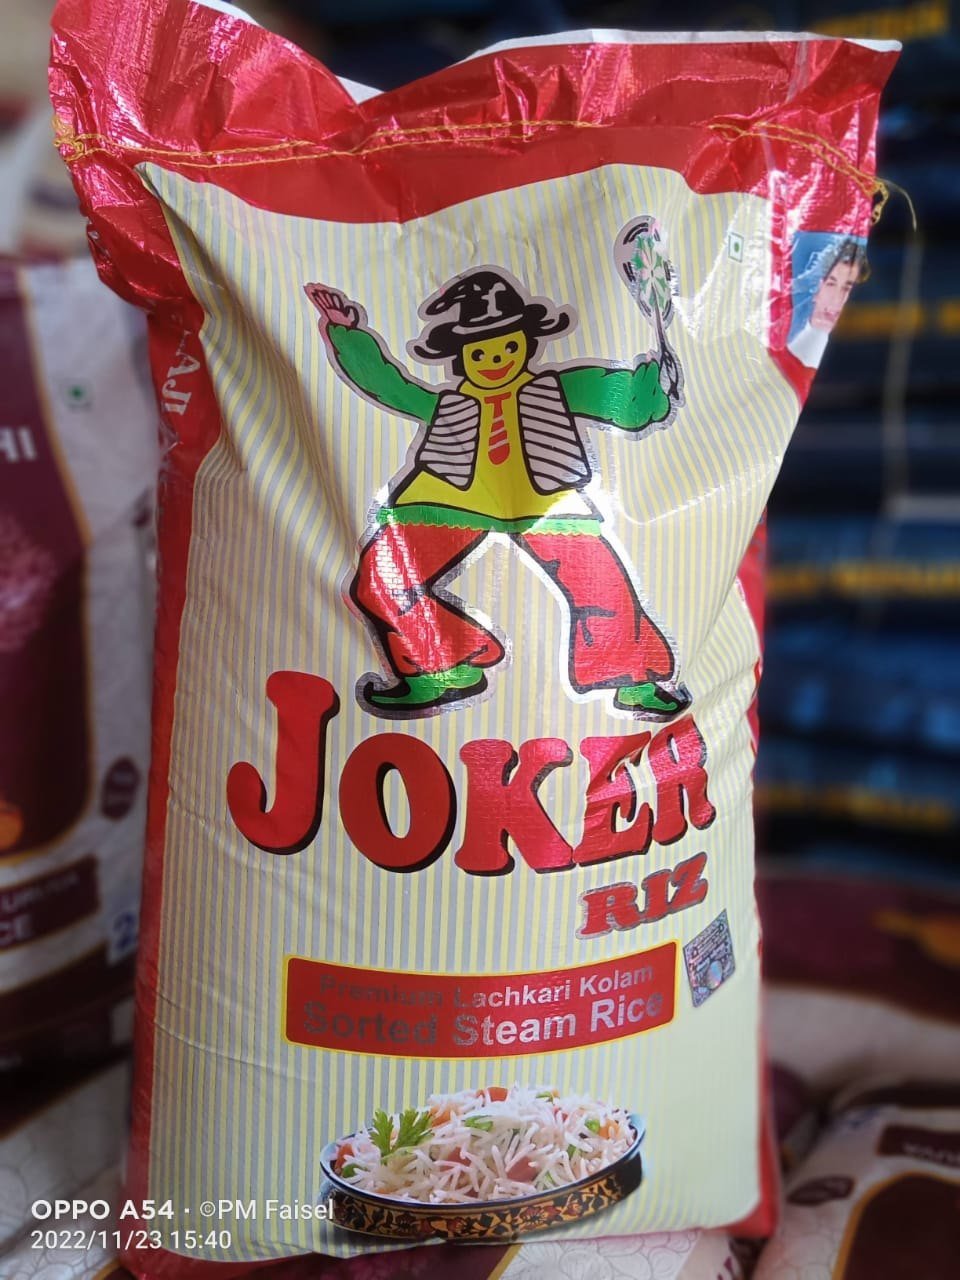 JOKER
RIZ
Premium Lachkari Kolam
Sorted Steam Rice
OPPO A54 · ©PM Faisel
2022/11/23 15:40